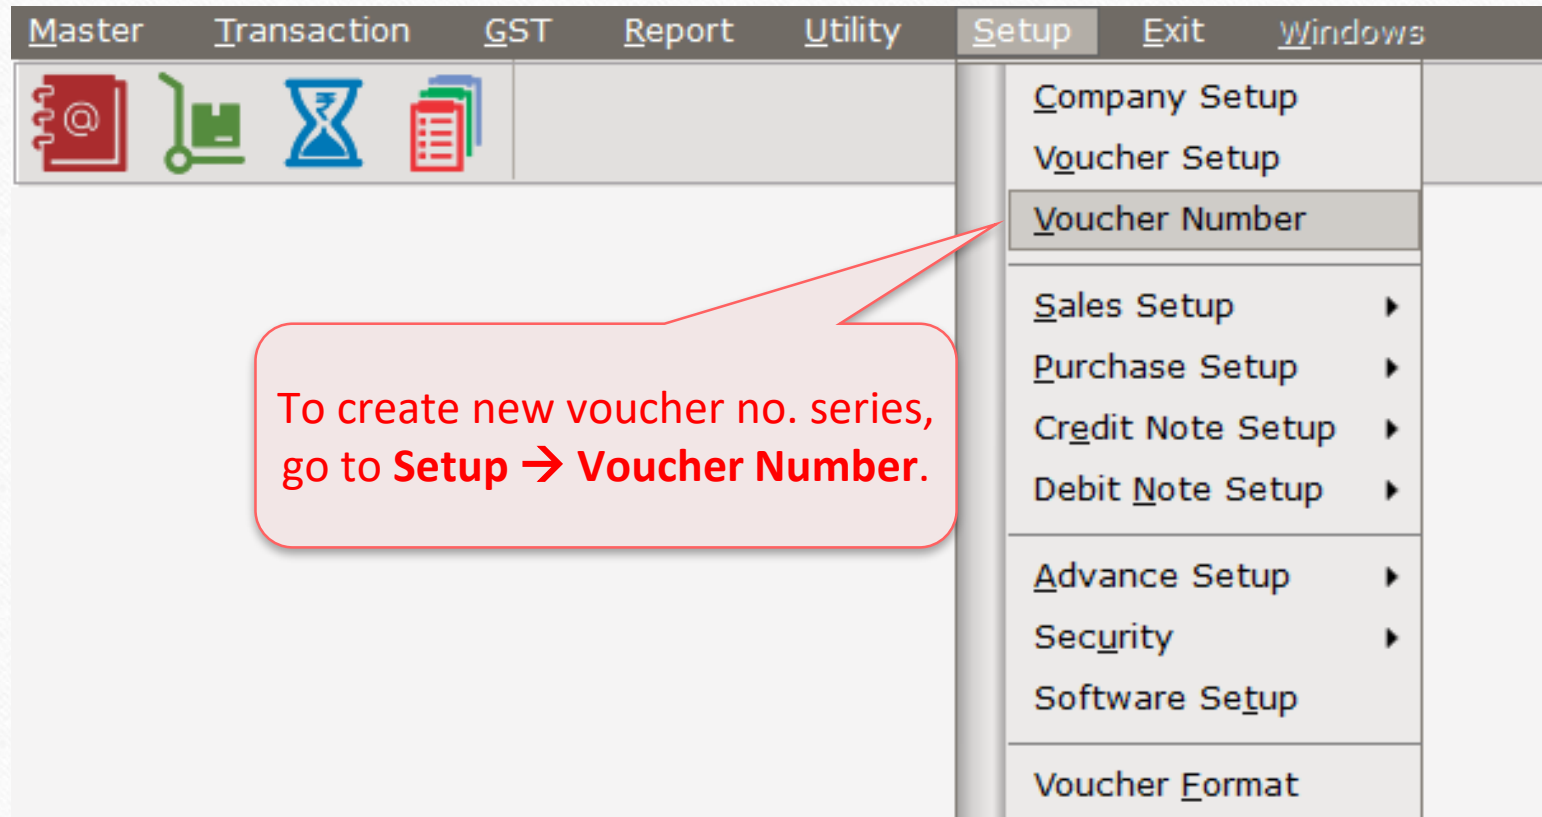 Master Transaction GST Report Utility Setup Exit Windows
@
₹
Company Setup
Voucher Setup
Voucher Number
Sales Setup
Purchase Setup
Credit Note Setup
Debit Note Setup
Advance Setup
Security
Software Setup
Voucher Format
To create new voucher no. series,
go to Setup → Voucher Number.